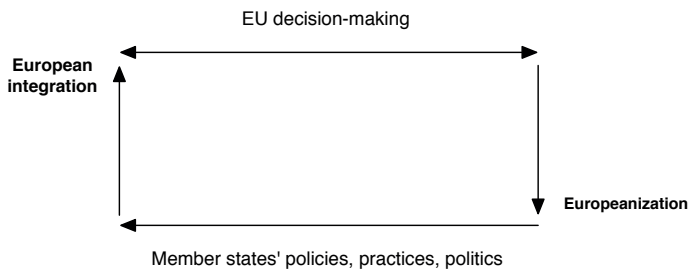 EU decision-making
European
integration
Europeanization
Member states' policies, practices, politics